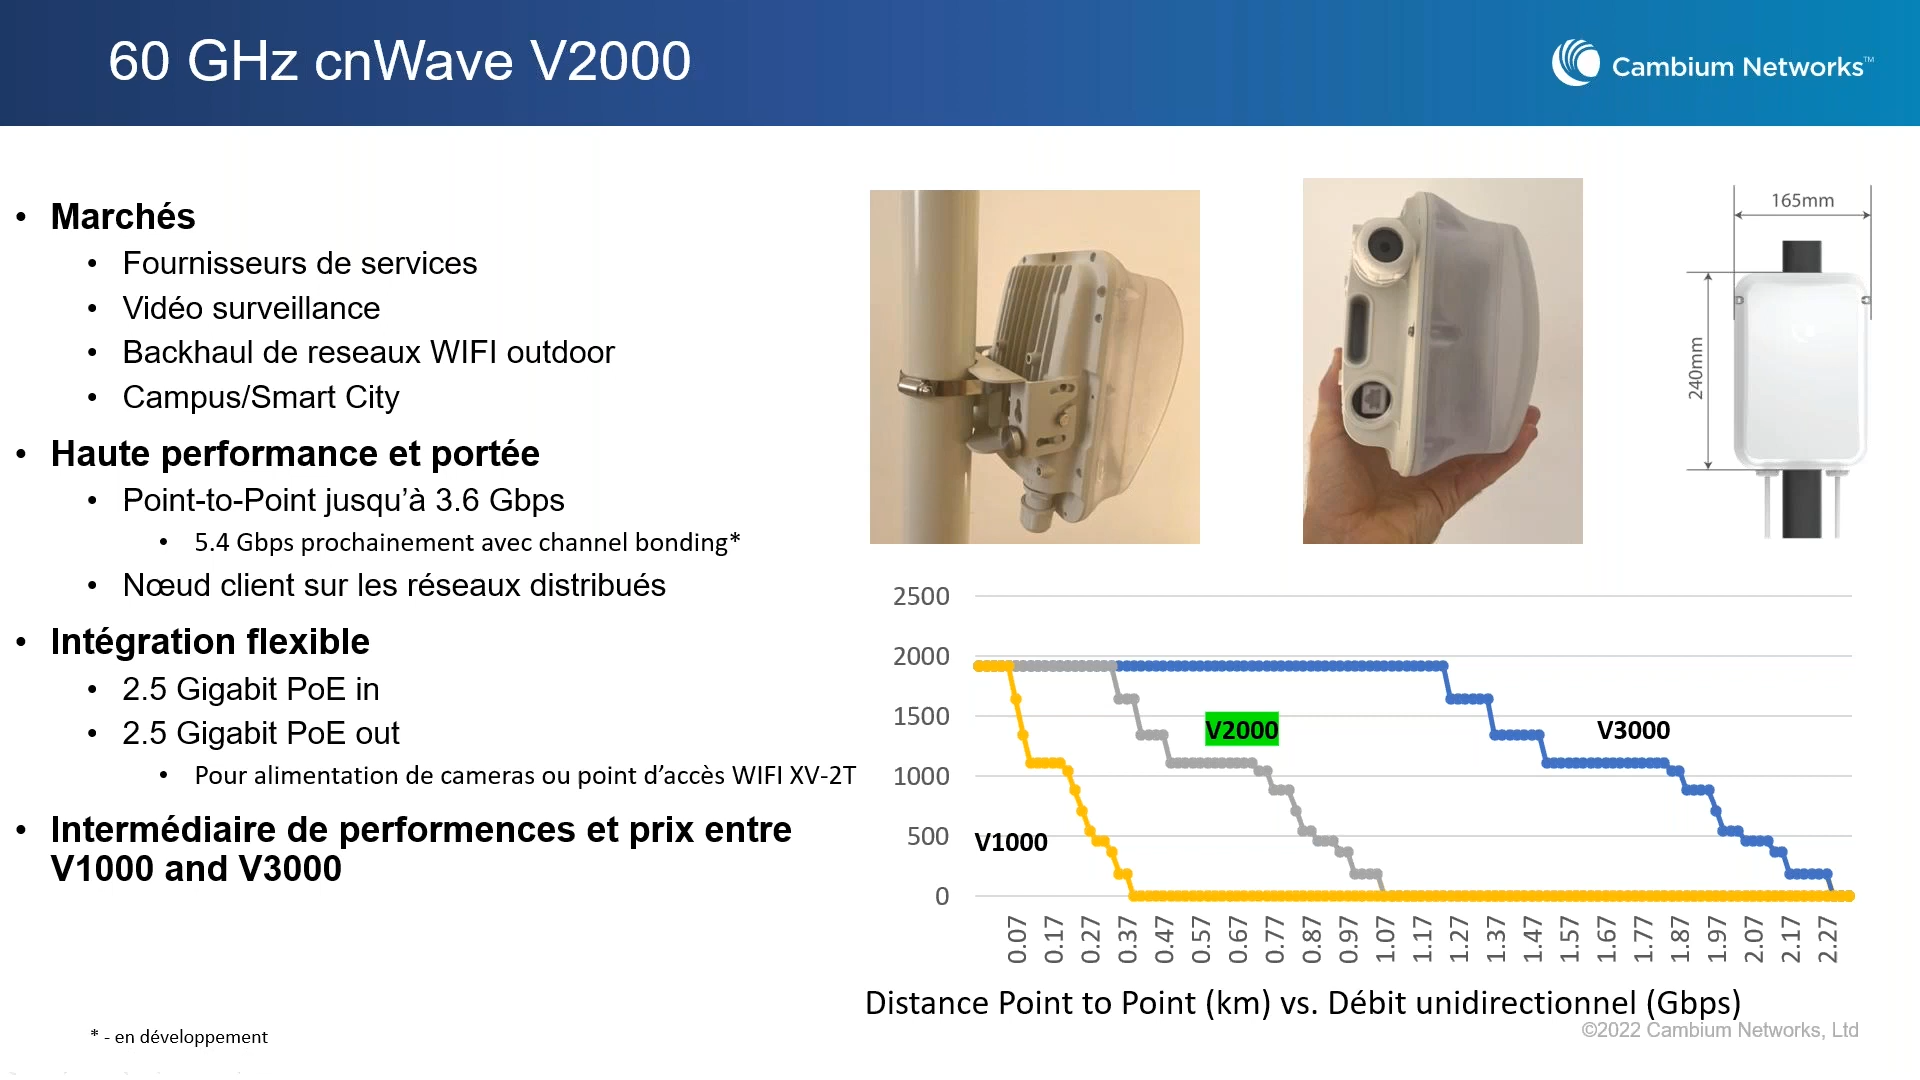 60 GHz cnWave V2000
Cambium Networks™
• Marchés
• Fournisseurs de services
• Vidéo surveillance
• Backhaul de reseaux WIFI outdoor
• Campus/Smart City
• Haute performance et portée
• Point-to-Point jusqu’à 3.6 Gbps
• 5.4 Gbps prochainement avec channel bonding*
• Nœud client sur les réseaux distribués
• Intégration flexible
• 2.5 Gigabit PoE in
• 2.5 Gigabit PoE out
• Pour alimentation de cameras ou point d’accès WIFI XV-2T
• Intermédiaire de performences et prix entre
V1000 and V3000
* - en développement
165mm
240mm
2500
2000
1500
1000
500
0
V1000
V2000
V3000
0.07 0.17 0.27 0.37 0.47 0.57 0.67 0.77 0.87 0.97 1.07 1.17 1.27 1.37 1.47 1.57 1.67 1.77 1.87 1.97 2.07 2.17 2.27
Distance Point to Point (km) vs. Débit unidirectionnel (Gbps)
©2022 Cambium Networks, Ltd